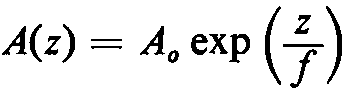 A(z) = A_o exp (z/f)